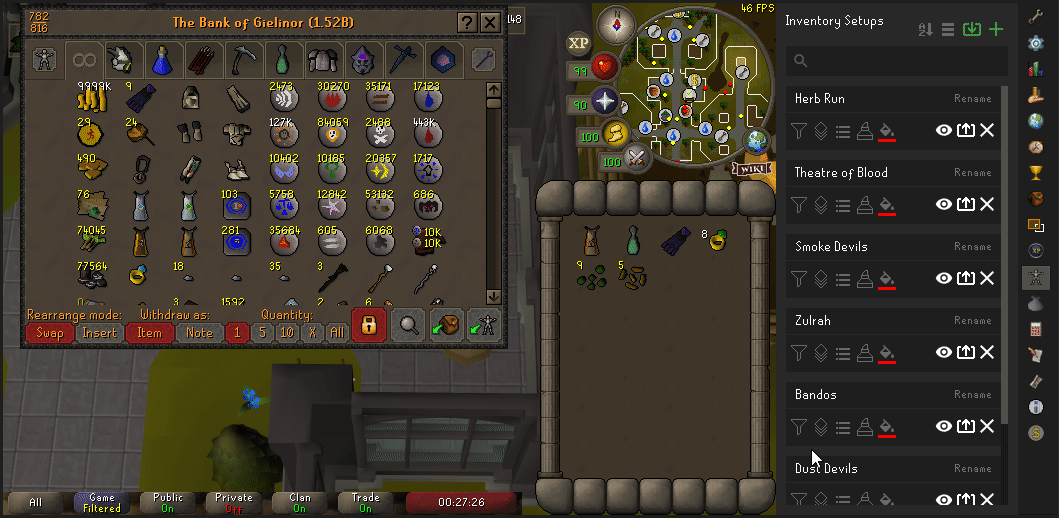 782
816
The Bank of Gielinor (1.52B)
?
148
46 FPS
Inventory Setups
XP
99
90
100
100
WIKI
9999K
9
2473
30270
35171
17123
29
24
127K
84059
2488
443K
490
10402
10185
20357
1717
76
103
5758
12842
53132
686
74045
281
35684
605
6068
10K
10K
77564
18
35
3
0
3
1592
2
6
Rearrange mode:
Withdraw as:
Quantity:
Swap
Insert
Item
Note
1
5
10
X
All
8
9
5
Herb Run
Rename
Theatre of Blood
Rename
Smoke Devils
Rename
Zulrah
Rename
Bandos
Rename
Dust Devils
Rename
All
Game
Filtered
Public
On
Private
Off
Clan
On
Trade
On
00:27:26